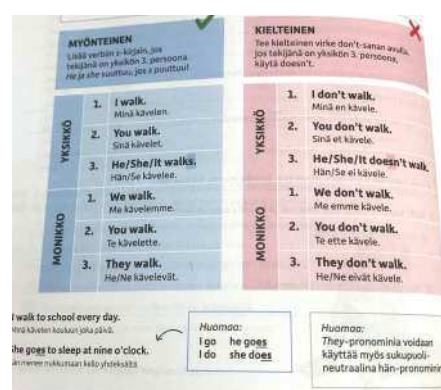 MYÖNTEINEN
Lisää verbiin s-kirjain, jos
tekijänä on yksikön 3. persoona.
He ja she suuttuu, jos s puuttuu!
YKSIKKÖ
1. I walk.
Minä kävelen.
2. You walk.
Sinä kävelet.
3. He/She/It walks.
Hän/Se kävelee.
MONIKKO
1. We walk.
Me kävelemme.
2. You walk.
Te kävelette.
3. They walk.
He/Ne kävelevät.
KIELTEINEN
Tee kielteinen virke don't-sanan avulla.
Jos tekijänä on yksikön 3. persoona,
käytä doesn't.
YKSIKKÖ
1. I don't walk.
Minä en kävele.
2. You don't walk.
Sinä et kävele.
3. He/She/It doesn't walk.
Hän/Se ei kävele.
MONIKKO
1. We don't walk.
Me emme kävele.
2. You don't walk.
Te ette kävele.
3. They don't walk.
He/Ne eivät kävele.
I walk to school every day.
Minä kävelen kouluun joka päivä.
he goes to sleep at nine o'clock.
än menee nukkumaan kello yhdeksältä
Huomaa:
I go he goes
I do she does
Huomaa:
They-pronominia voidaan
käyttää myös sukupuoli-
neutraalina hän-pronomini